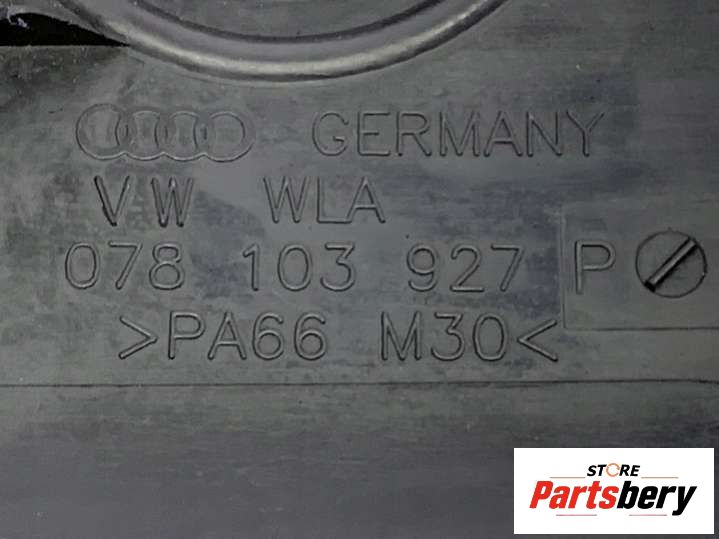 GERMANY
VW WLA
078 103 927 P
>PA66 M30<
STORE
Partsbery